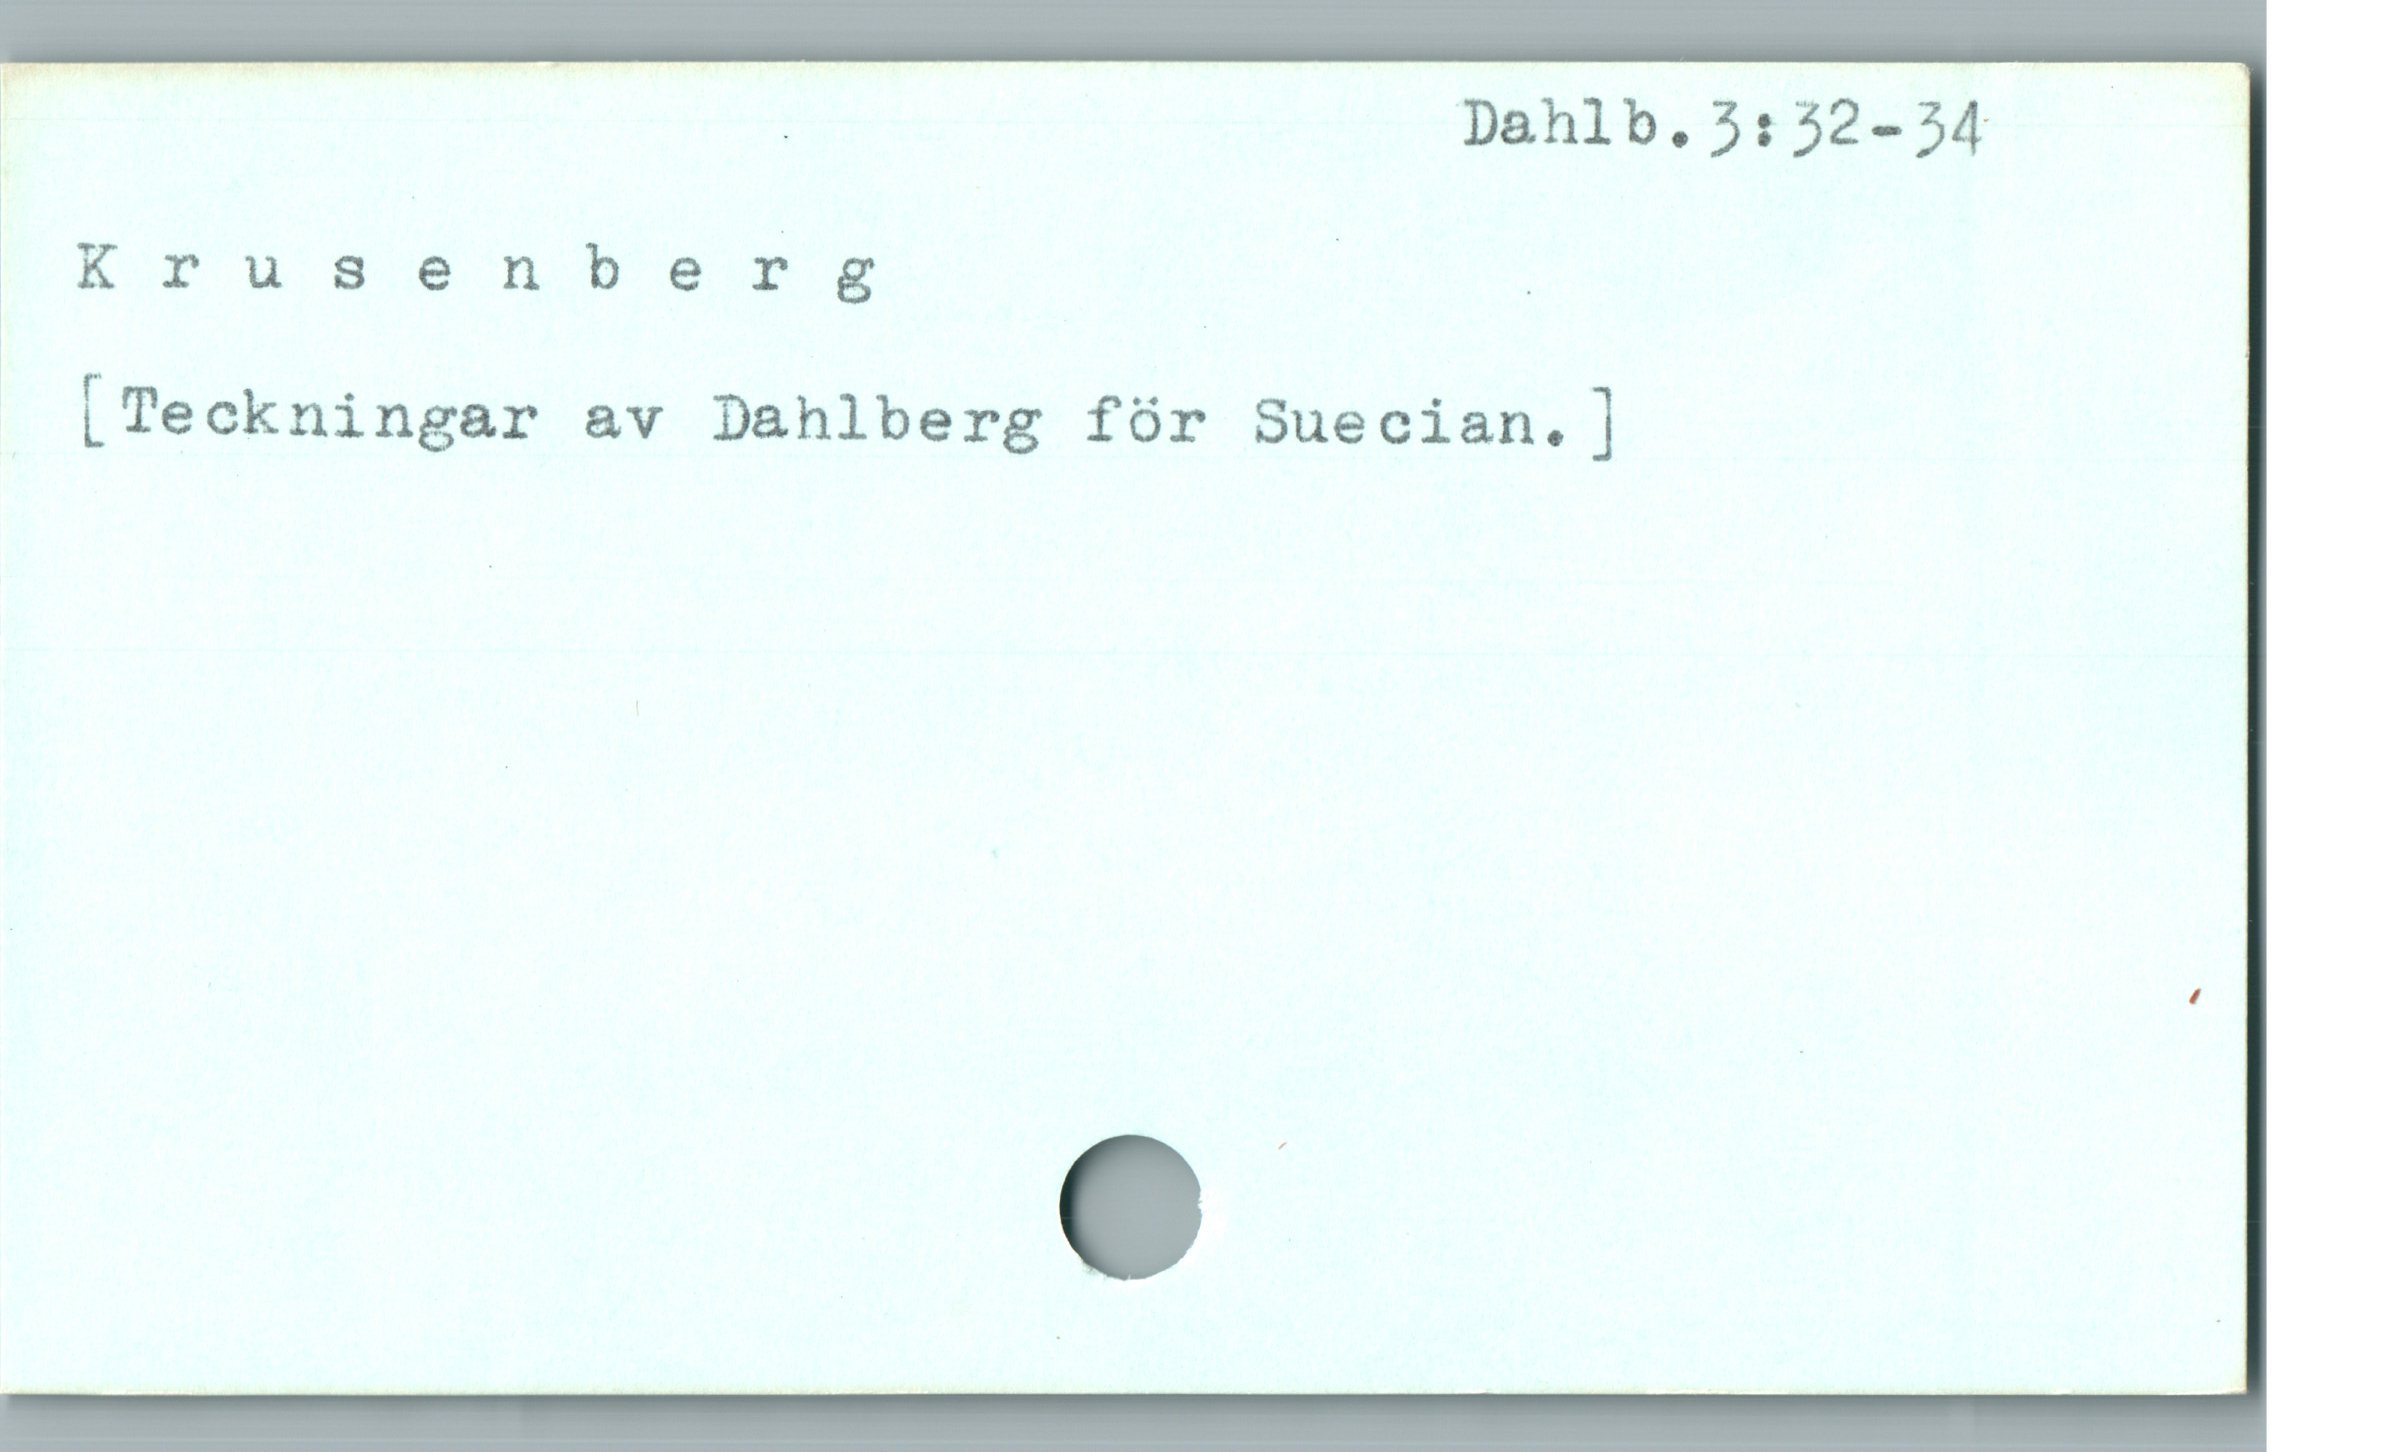 Dahlb.3:32-34
K r u s e n b e r g
[Teckningar av Dahlberg för Suecian.]